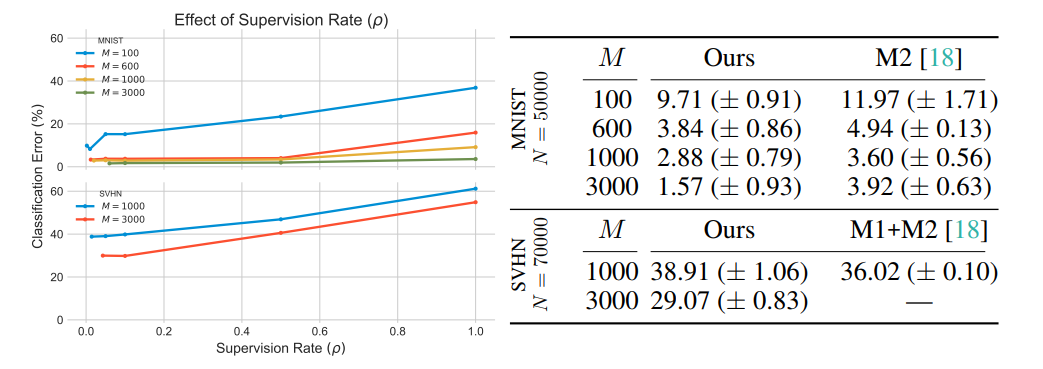 Effect of Supervision Rate (ρ)
Classification Error (%)
60
40
20
0
MNIST
M = 100
M = 600
M = 1000
M = 3000
60
40
20
0
SVHN
M = 1000
M = 3000
0.0 0.2 0.4 0.6 0.8 1.0
Supervision Rate (ρ)
MNIST
N = 50000
M Ours M2 [18]
100 9.71 (± 0.91) 11.97 (± 1.71)
600 3.84 (± 0.86) 4.94 (± 0.13)
1000 2.88 (± 0.79) 3.60 (± 0.56)
3000 1.57 (± 0.93) 3.92 (± 0.63)
SVHN
N = 70000
M Ours M1+M2 [18]
1000 38.91 (± 1.06) 36.02 (± 0.10)
3000 29.07 (± 0.83) —